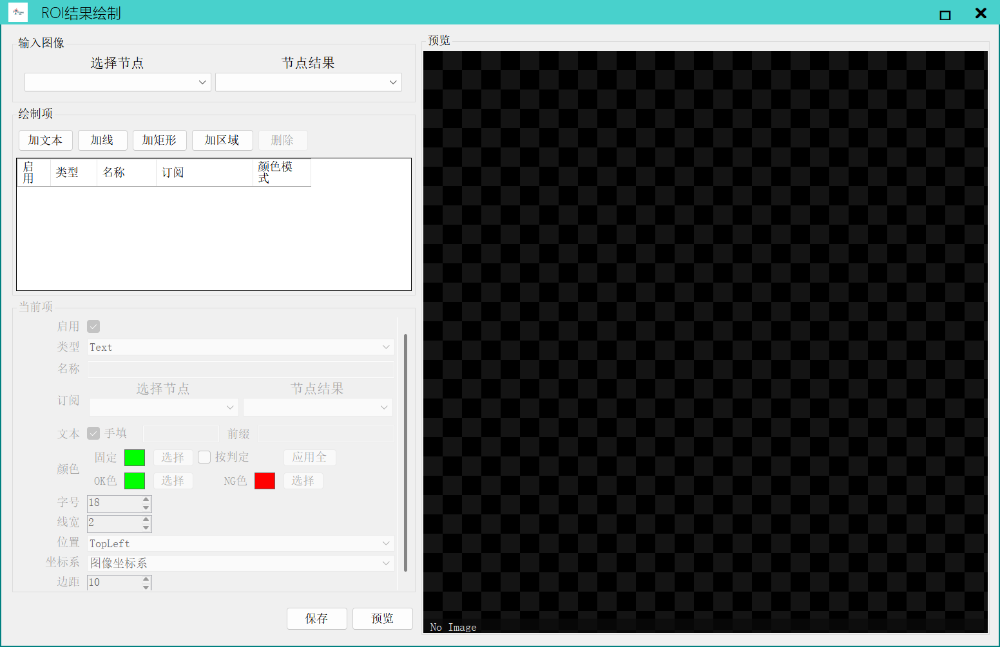 ROI结果绘制
输入图像
选择节点 节点结果
绘制项
加文本 加线 加矩形 加区域 删除
启用 类型 名称 订阅 颜色模式
当前项
启用
类型 Text
名称
选择节点 节点结果
订阅
文本 手填 前缀
颜色
固定 选择 按判定 应用全
OK色 选择 NG色 选择
字号 18
线宽 2
位置 TopLeft
坐标系 图像坐标系
边距 10
保存 预览
预览
No Image